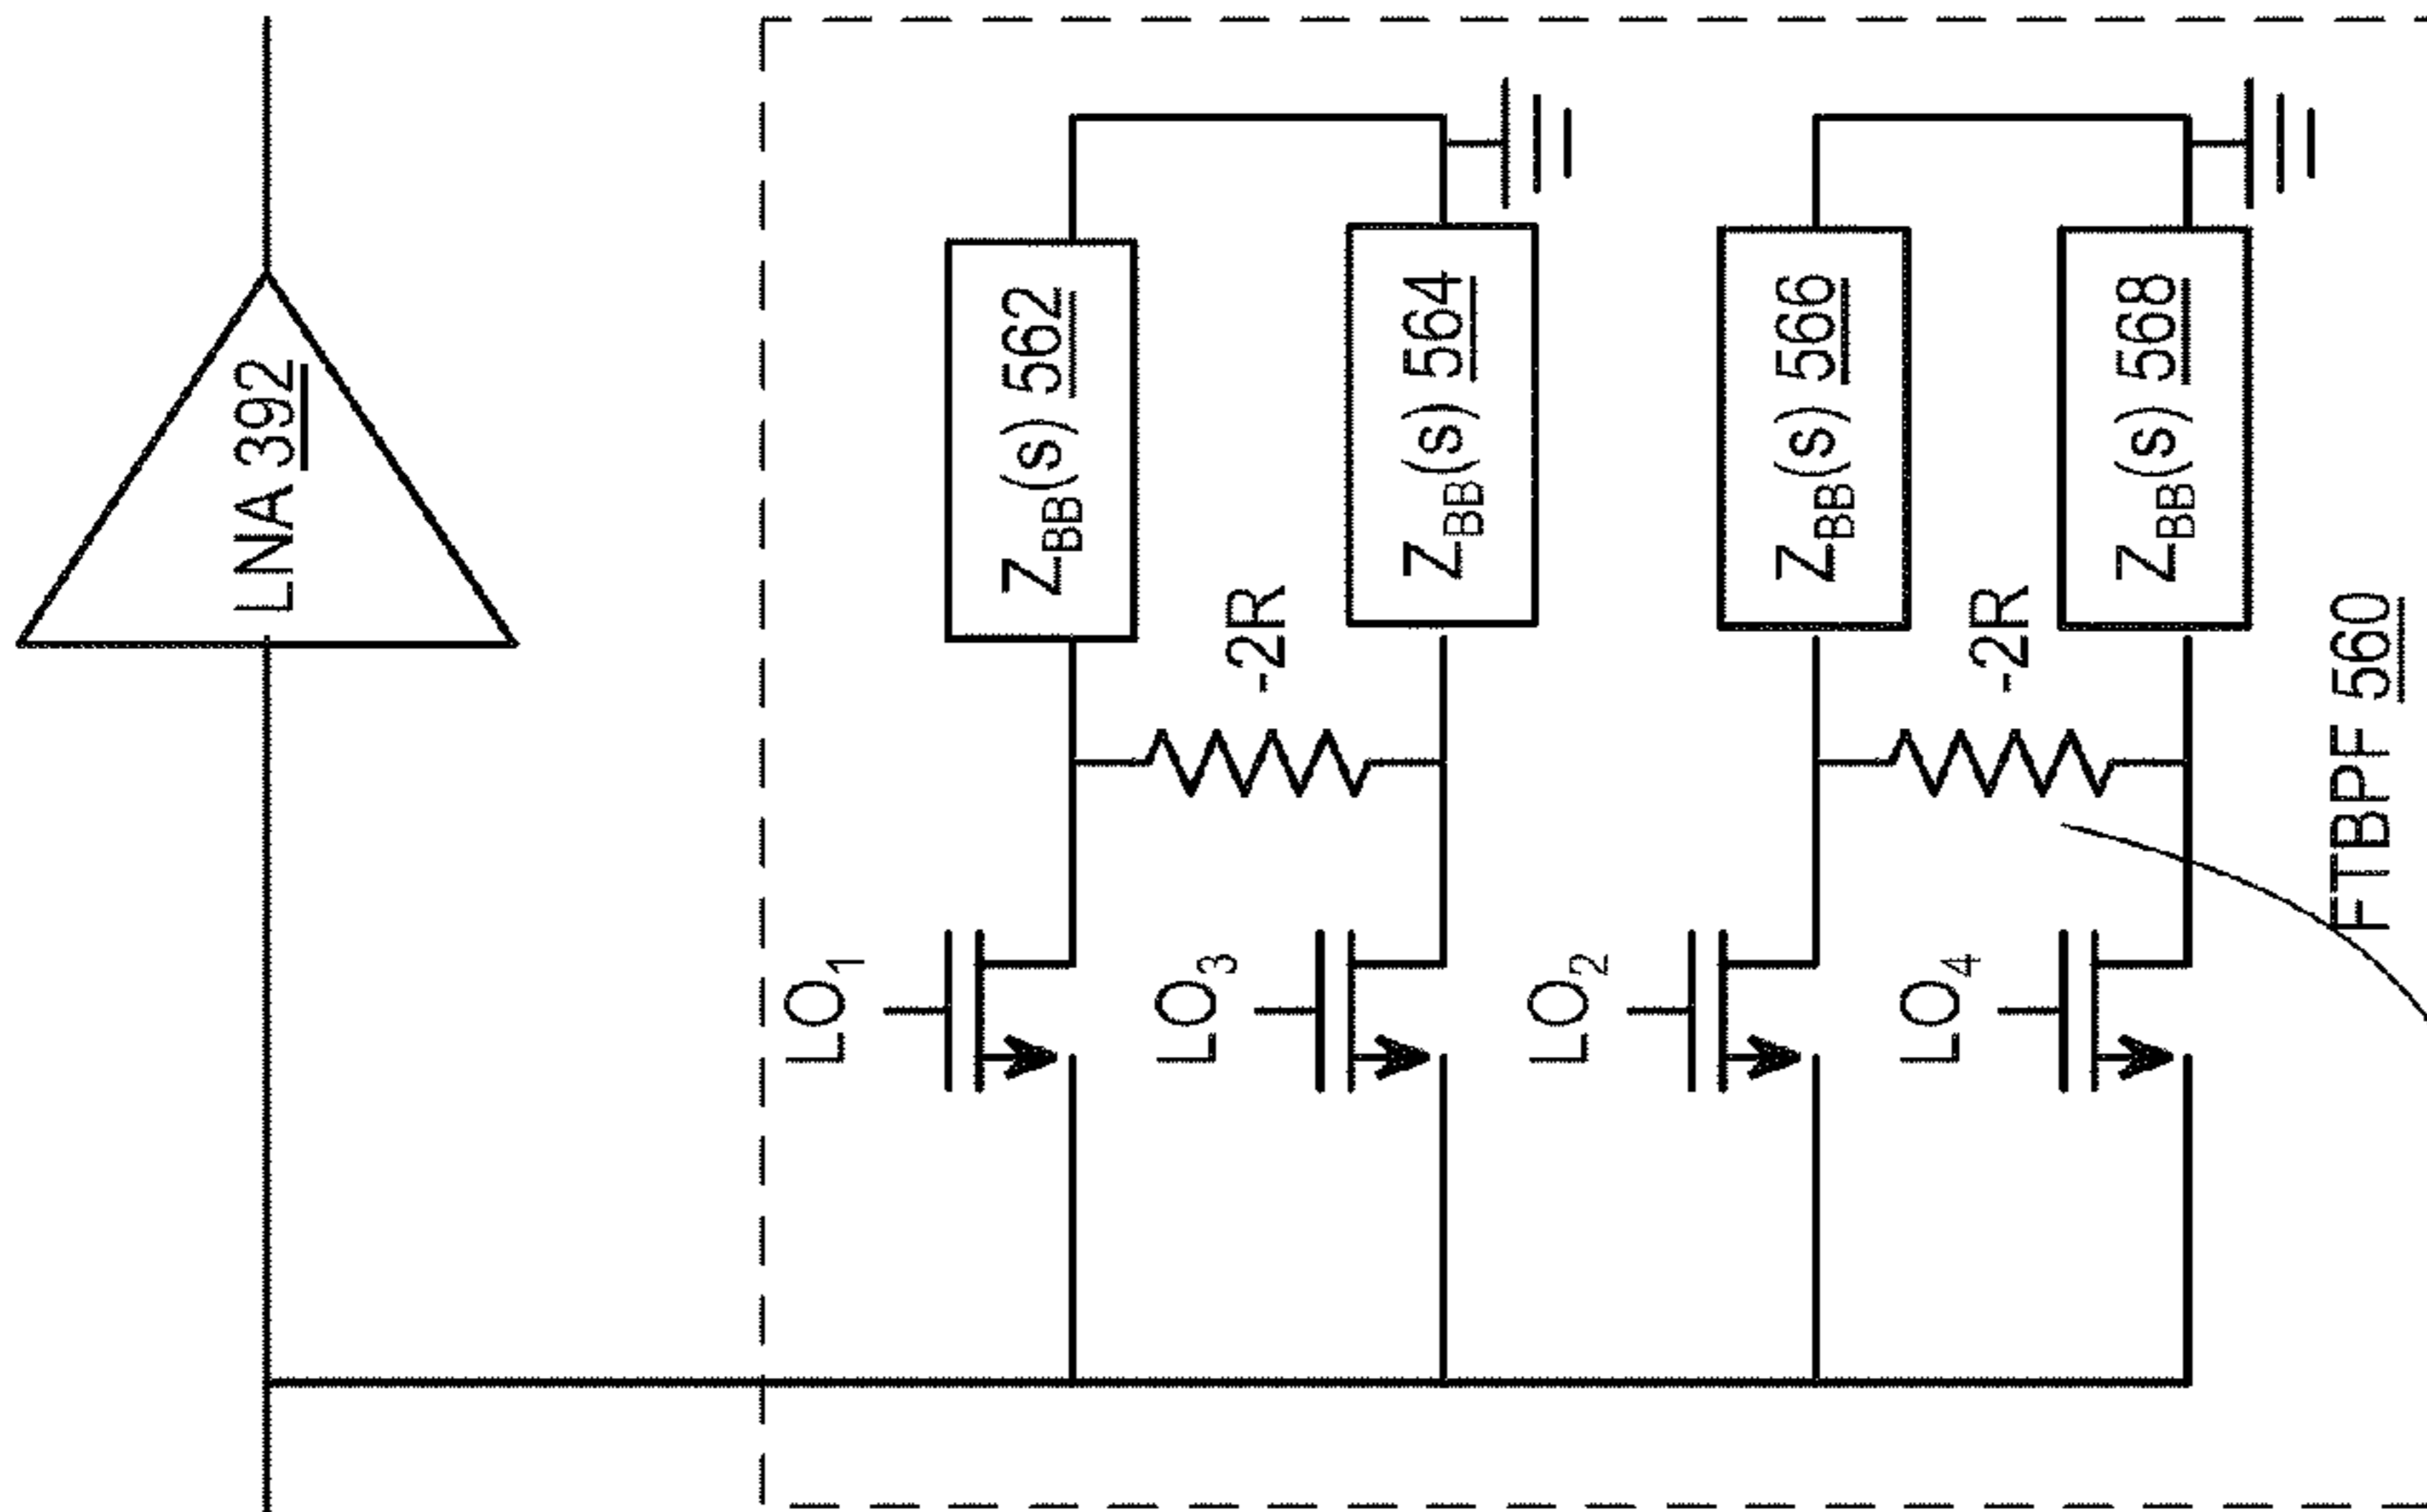 LNA 392
Z_BB(s) 562
Z_BB(s) 564
Z_BB(s) 566
Z_BB(s) 568
-2R
-2R
LO_1
LO_3
LO_2
LO_4
FTBPF 560